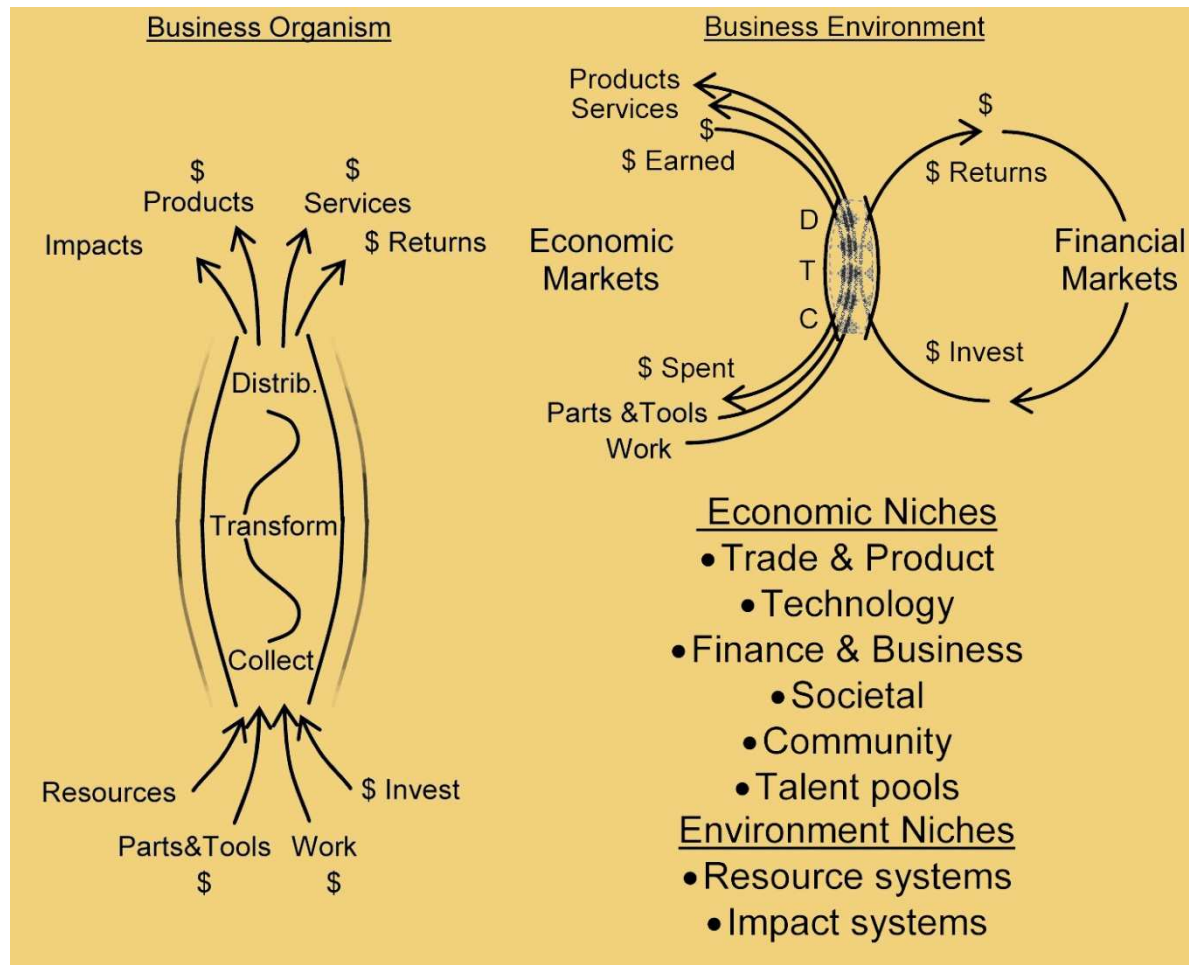 Business Organism
$
Products
$
Services
Impacts
$ Returns
Distrib.
Transform
Collect
Resources
$ Invest
Parts&Tools
Work
$
$
Business Environment
Products
Services
$
$ Earned
$
$ Returns
Economic
Markets
D
T
C
Financial
Markets
$ Spent
$ Invest
Parts &Tools
Work
Economic Niches
•Trade & Product
•Technology
•Finance & Business
•Societal
•Community
•Talent pools
Environment Niches
•Resource systems
•Impact systems